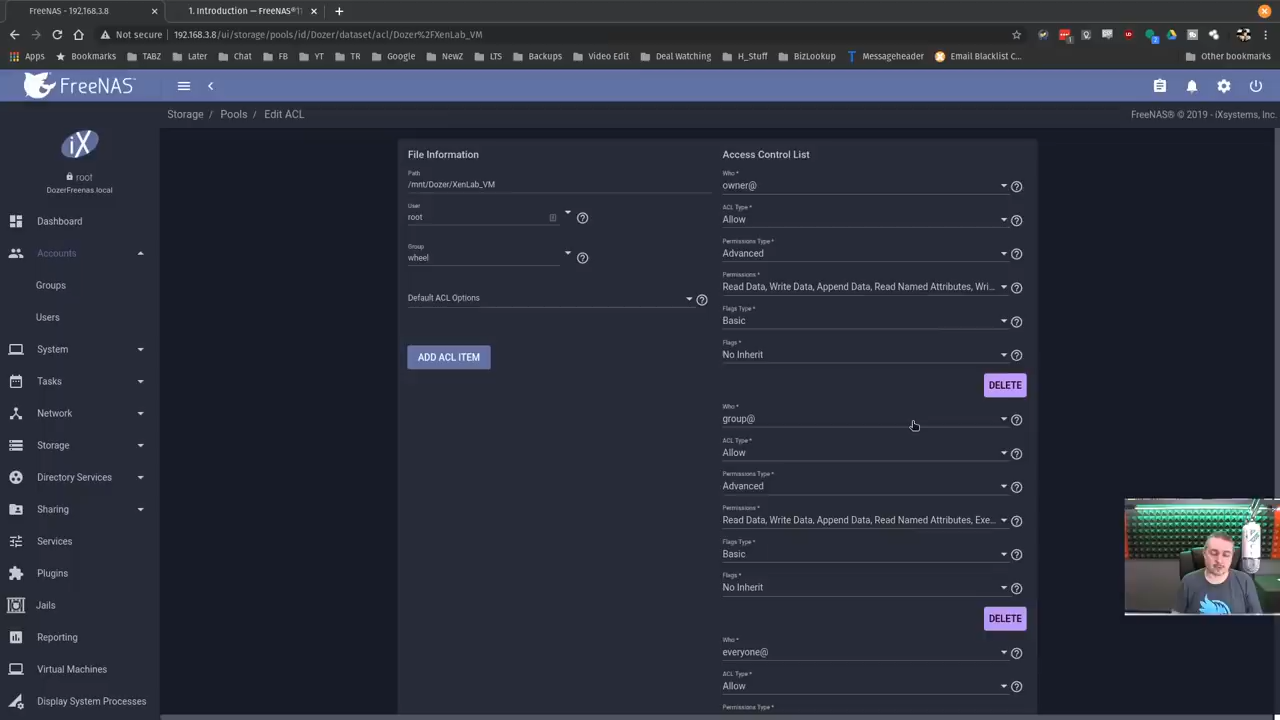 FreeNAS - 192.168.3.8
1. Introduction — FreeNAS®
Not secure 192.168.3.8/ui/storage/pools/id/Dozer/dataset/acl/Dozer%2FXenLab_VM
Apps Bookmarks TABZ Later Chat FB YT TR Google NewZ LTS Backups Video Edit Deal Watching H_Stuff BizLookup Messageheader Email Blacklist C... Other bookmarks
FreeNAS®
Storage / Pools / Edit ACL
FreeNAS® © 2019 - iXsystems, Inc.
iX
root
DozerFreenas.local
Dashboard
Accounts
Groups
Users
System
Tasks
Network
Storage
Directory Services
Sharing
Services
Plugins
Jails
Reporting
Virtual Machines
Display System Processes
File Information
Path
/mnt/Dozer/XenLab_VM
User
root
Group
wheel
Default ACL Options
ADD ACL ITEM
Access Control List
Who *
owner@
ACL Type *
Allow
Permissions Type *
Advanced
Permissions *
Read Data, Write Data, Append Data, Read Named Attributes, Wri...
Flags Type *
Basic
Flags *
No Inherit
DELETE
Who *
group@
ACL Type *
Allow
Permissions Type *
Advanced
Permissions *
Read Data, Write Data, Append Data, Read Named Attributes, Exe...
Flags Type *
Basic
Flags *
No Inherit
DELETE
Who *
everyone@
ACL Type *
Allow
Permissions Type *